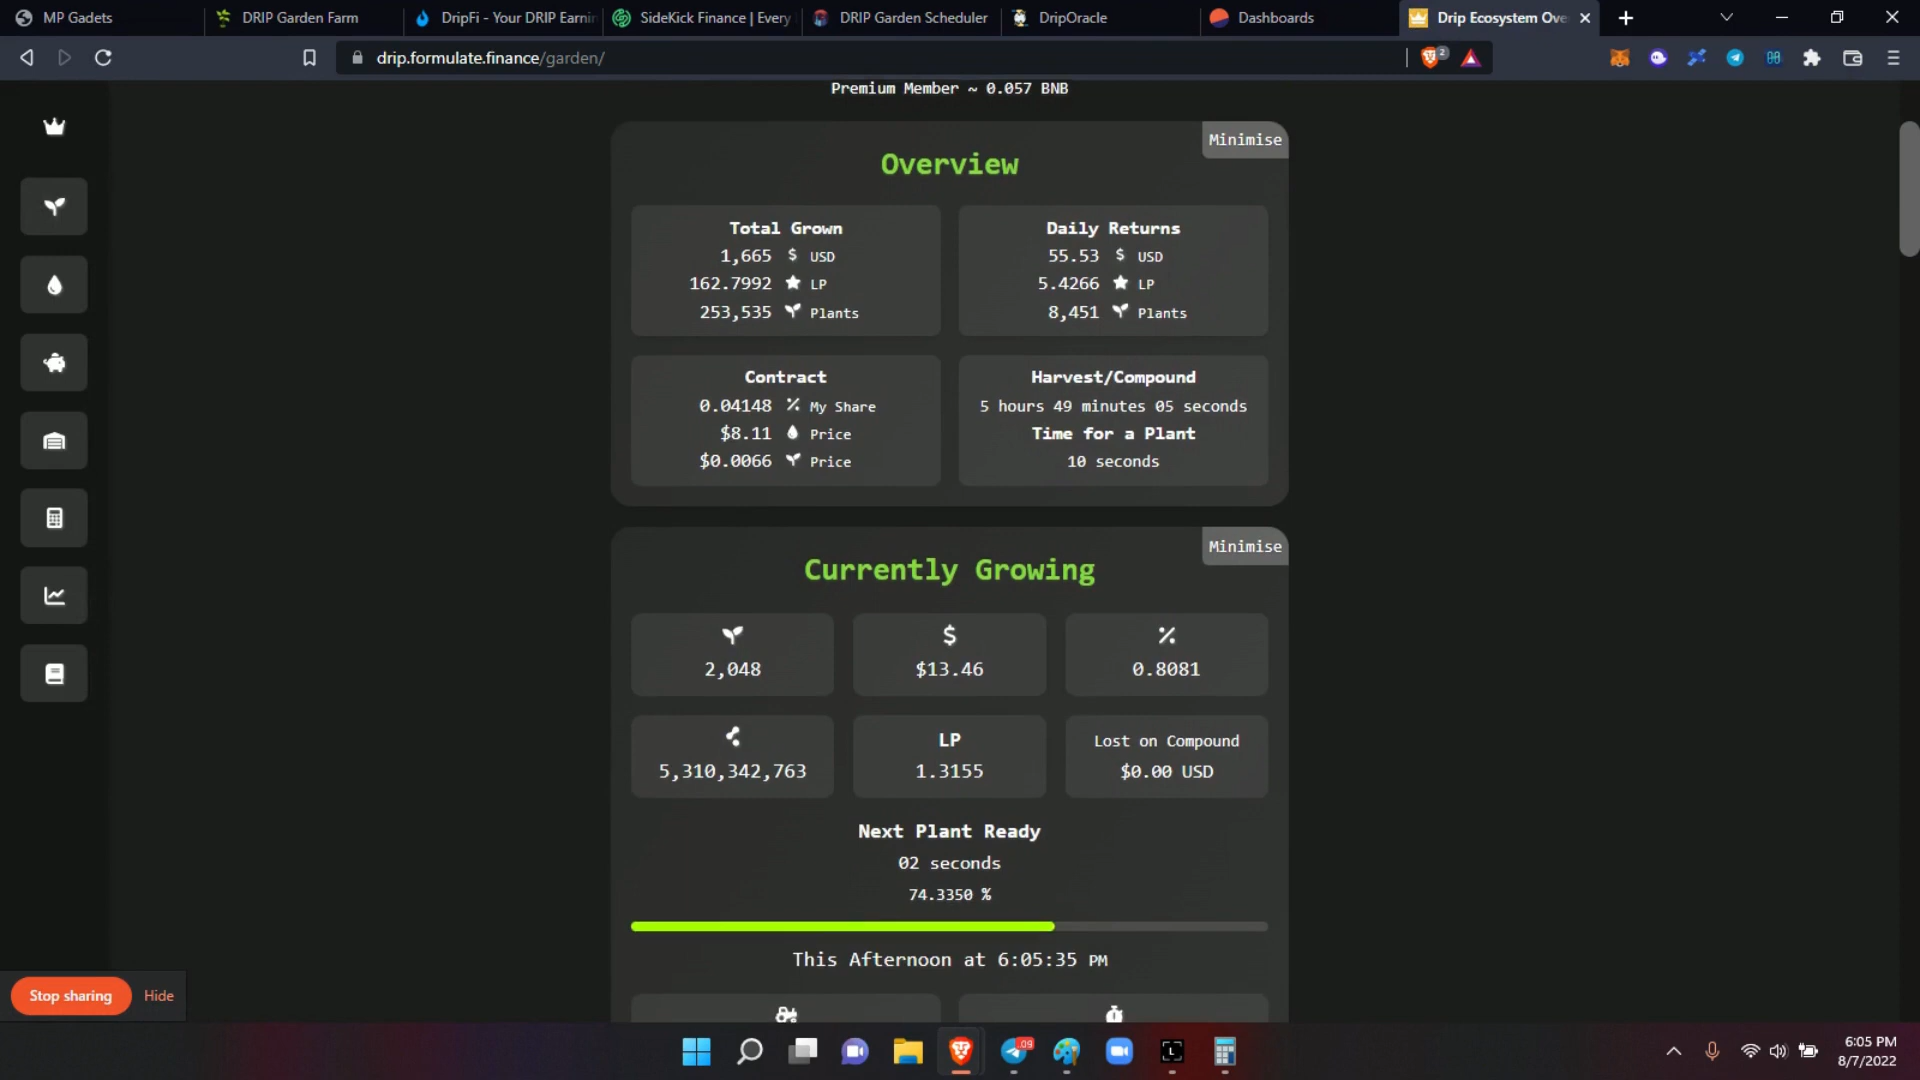 MP Gadets
DRIP Garden Farm
DripFi - Your DRIP Earnin
SideKick Finance | Every
DRIP Garden Scheduler
DripOracle
Dashboards
Drip Ecosystem Ove
drip.formulate.finance/garden/
2
Premium Member ~ 0.057 BNB
Minimise
Overview
Total Grown
1,665 $ USD
162.7992 LP
253,535 Plants
Daily Returns
55.53 $ USD
5.4266 LP
8,451 Plants
Contract
0.04148 % My Share
$8.11 Price
$0.0066 Price
Harvest/Compound
5 hours 49 minutes 05 seconds
Time for a Plant
10 seconds
Minimise
Currently Growing
2,048
$
$13.46
%
0.8081
5,310,342,763
LP
1.3155
Lost on Compound
$0.00 USD
Next Plant Ready
02 seconds
74.3350 %
This Afternoon at 6:05:35 PM
Stop sharing
Hide
.09
L
6:05 PM
8/7/2022